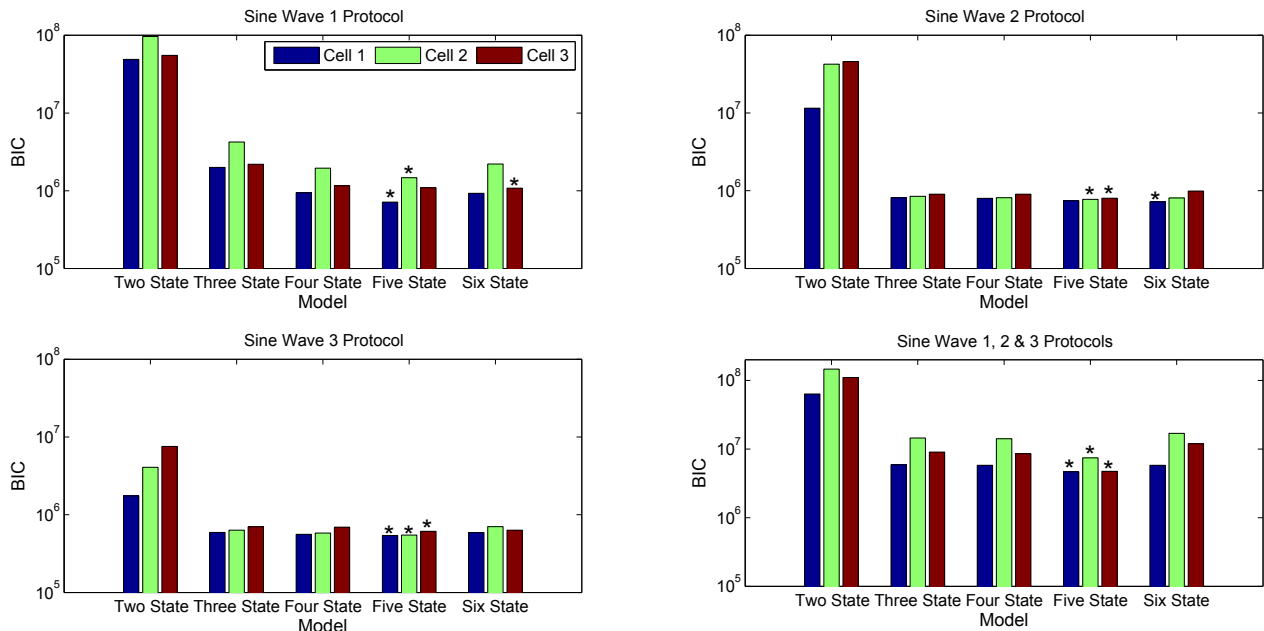 Sine Wave 1 Protocol
10^8
10^7
10^6
10^5
BIC
Cell 1 Cell 2 Cell 3
* * *
Two State Three State Four State Five State Six State
Model
Sine Wave 2 Protocol
10^8
10^7
10^6
10^5
BIC
* * *
Two State Three State Four State Five State Six State
Model
Sine Wave 3 Protocol
10^8
10^7
10^6
10^5
BIC
* * *
Two State Three State Four State Five State Six State
Model
Sine Wave 1, 2 & 3 Protocols
10^8
10^7
10^6
10^5
BIC
* * *
Two State Three State Four State Five State Six State
Model